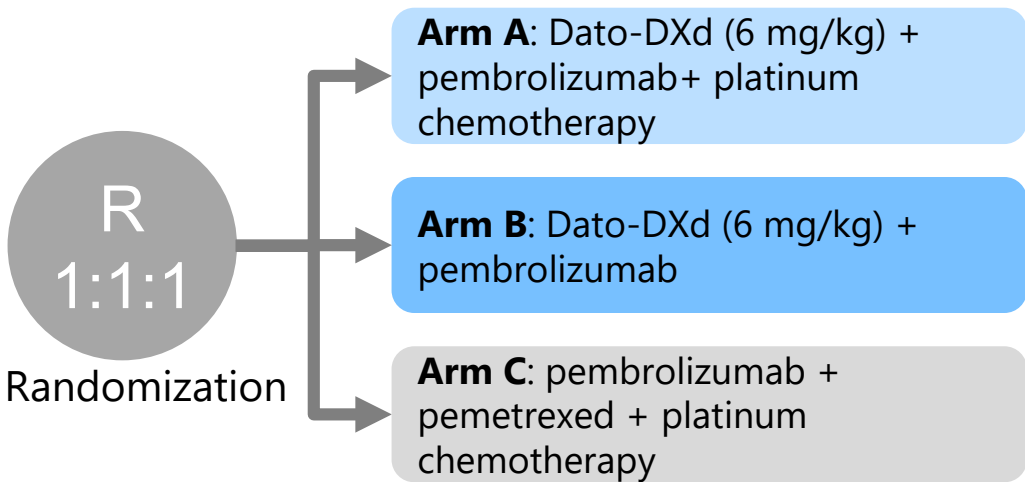 R
1:1:1
Randomization
Arm A: Dato-DXd (6 mg/kg) +
pembrolizumab+ platinum
chemotherapy
Arm B: Dato-DXd (6 mg/kg) +
pembrolizumab
Arm C: pembrolizumab +
pemetrexed + platinum
chemotherapy